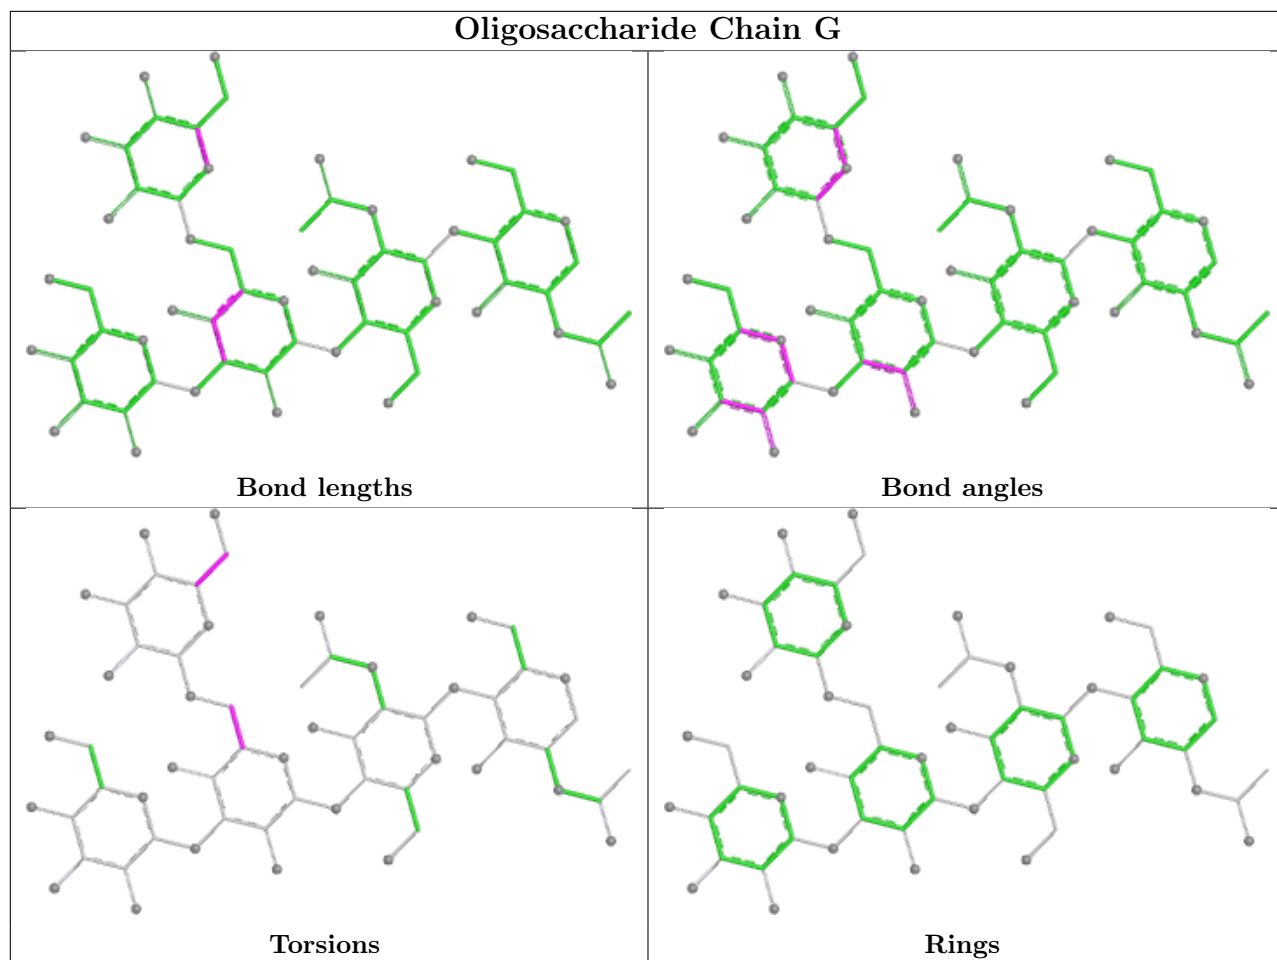 Oligosaccharide Chain G
Bond lengths
Bond angles
Torsions
Rings